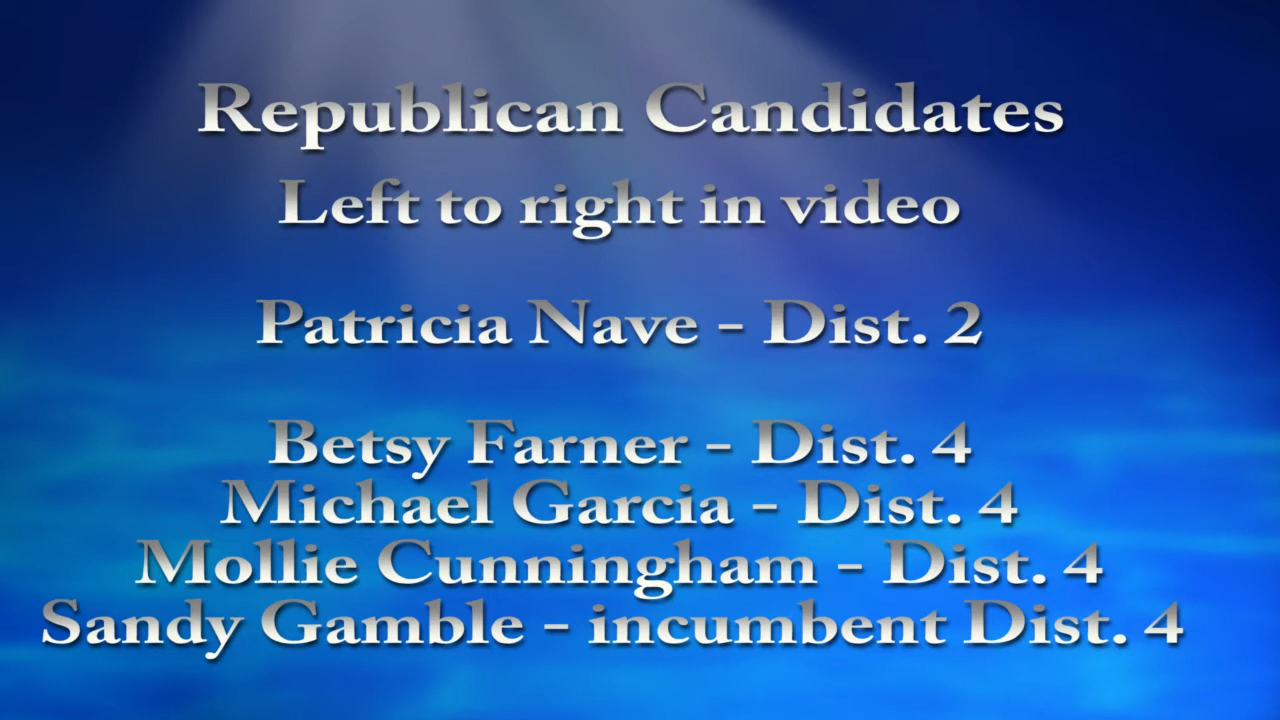 Republican Candidates
Left to right in video
Patricia Nave - Dist. 2
Betsy Farner - Dist. 4
Michael Garcia - Dist. 4
Mollie Cunningham - Dist. 4
Sandy Gamble - incumbent Dist. 4